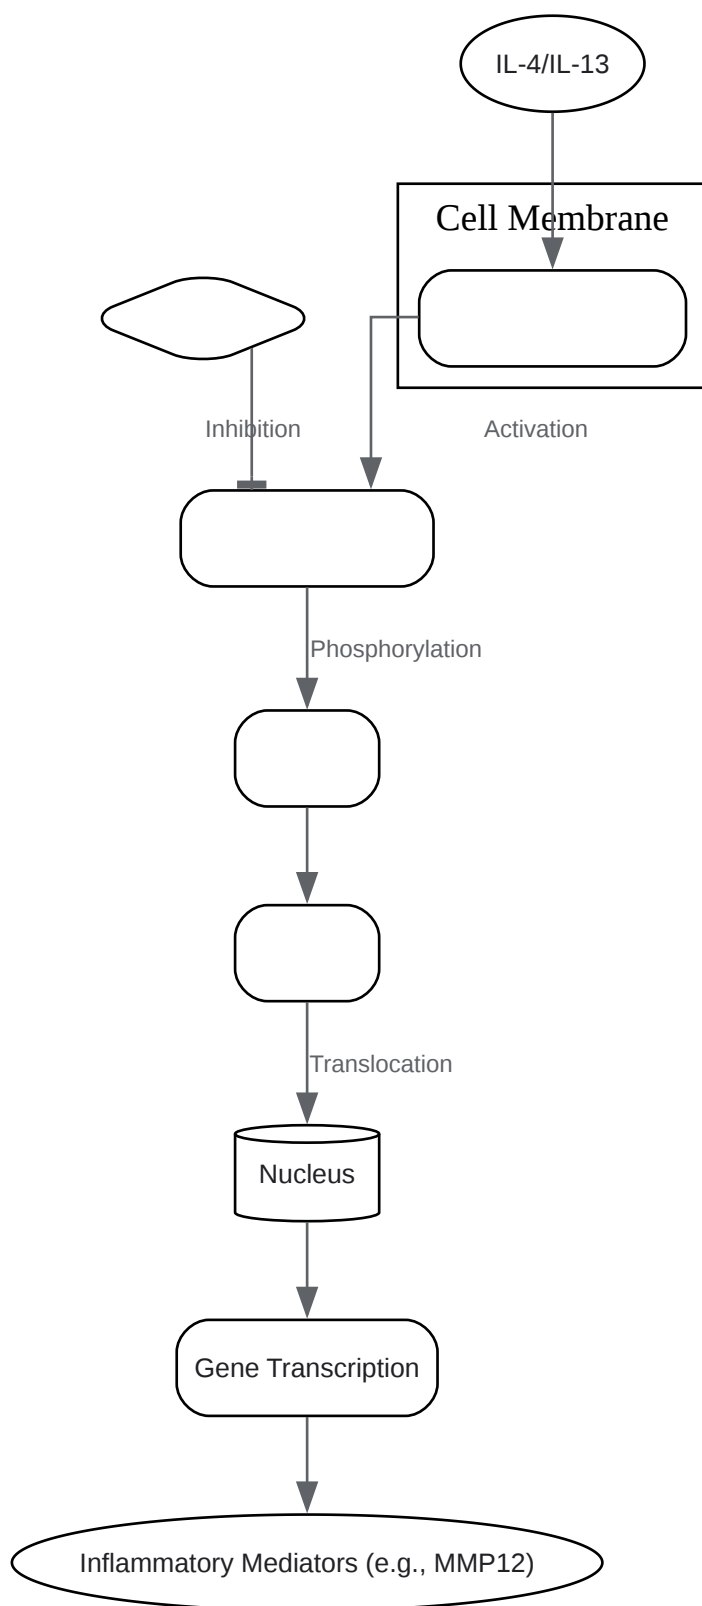 IL-4/IL-13
Cell Membrane
Inhibition
Activation
Phosphorylation
Translocation
Nucleus
Gene Transcription
Inflammatory Mediators (e.g., MMP12)